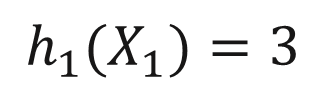 h₁(X₁) = 3